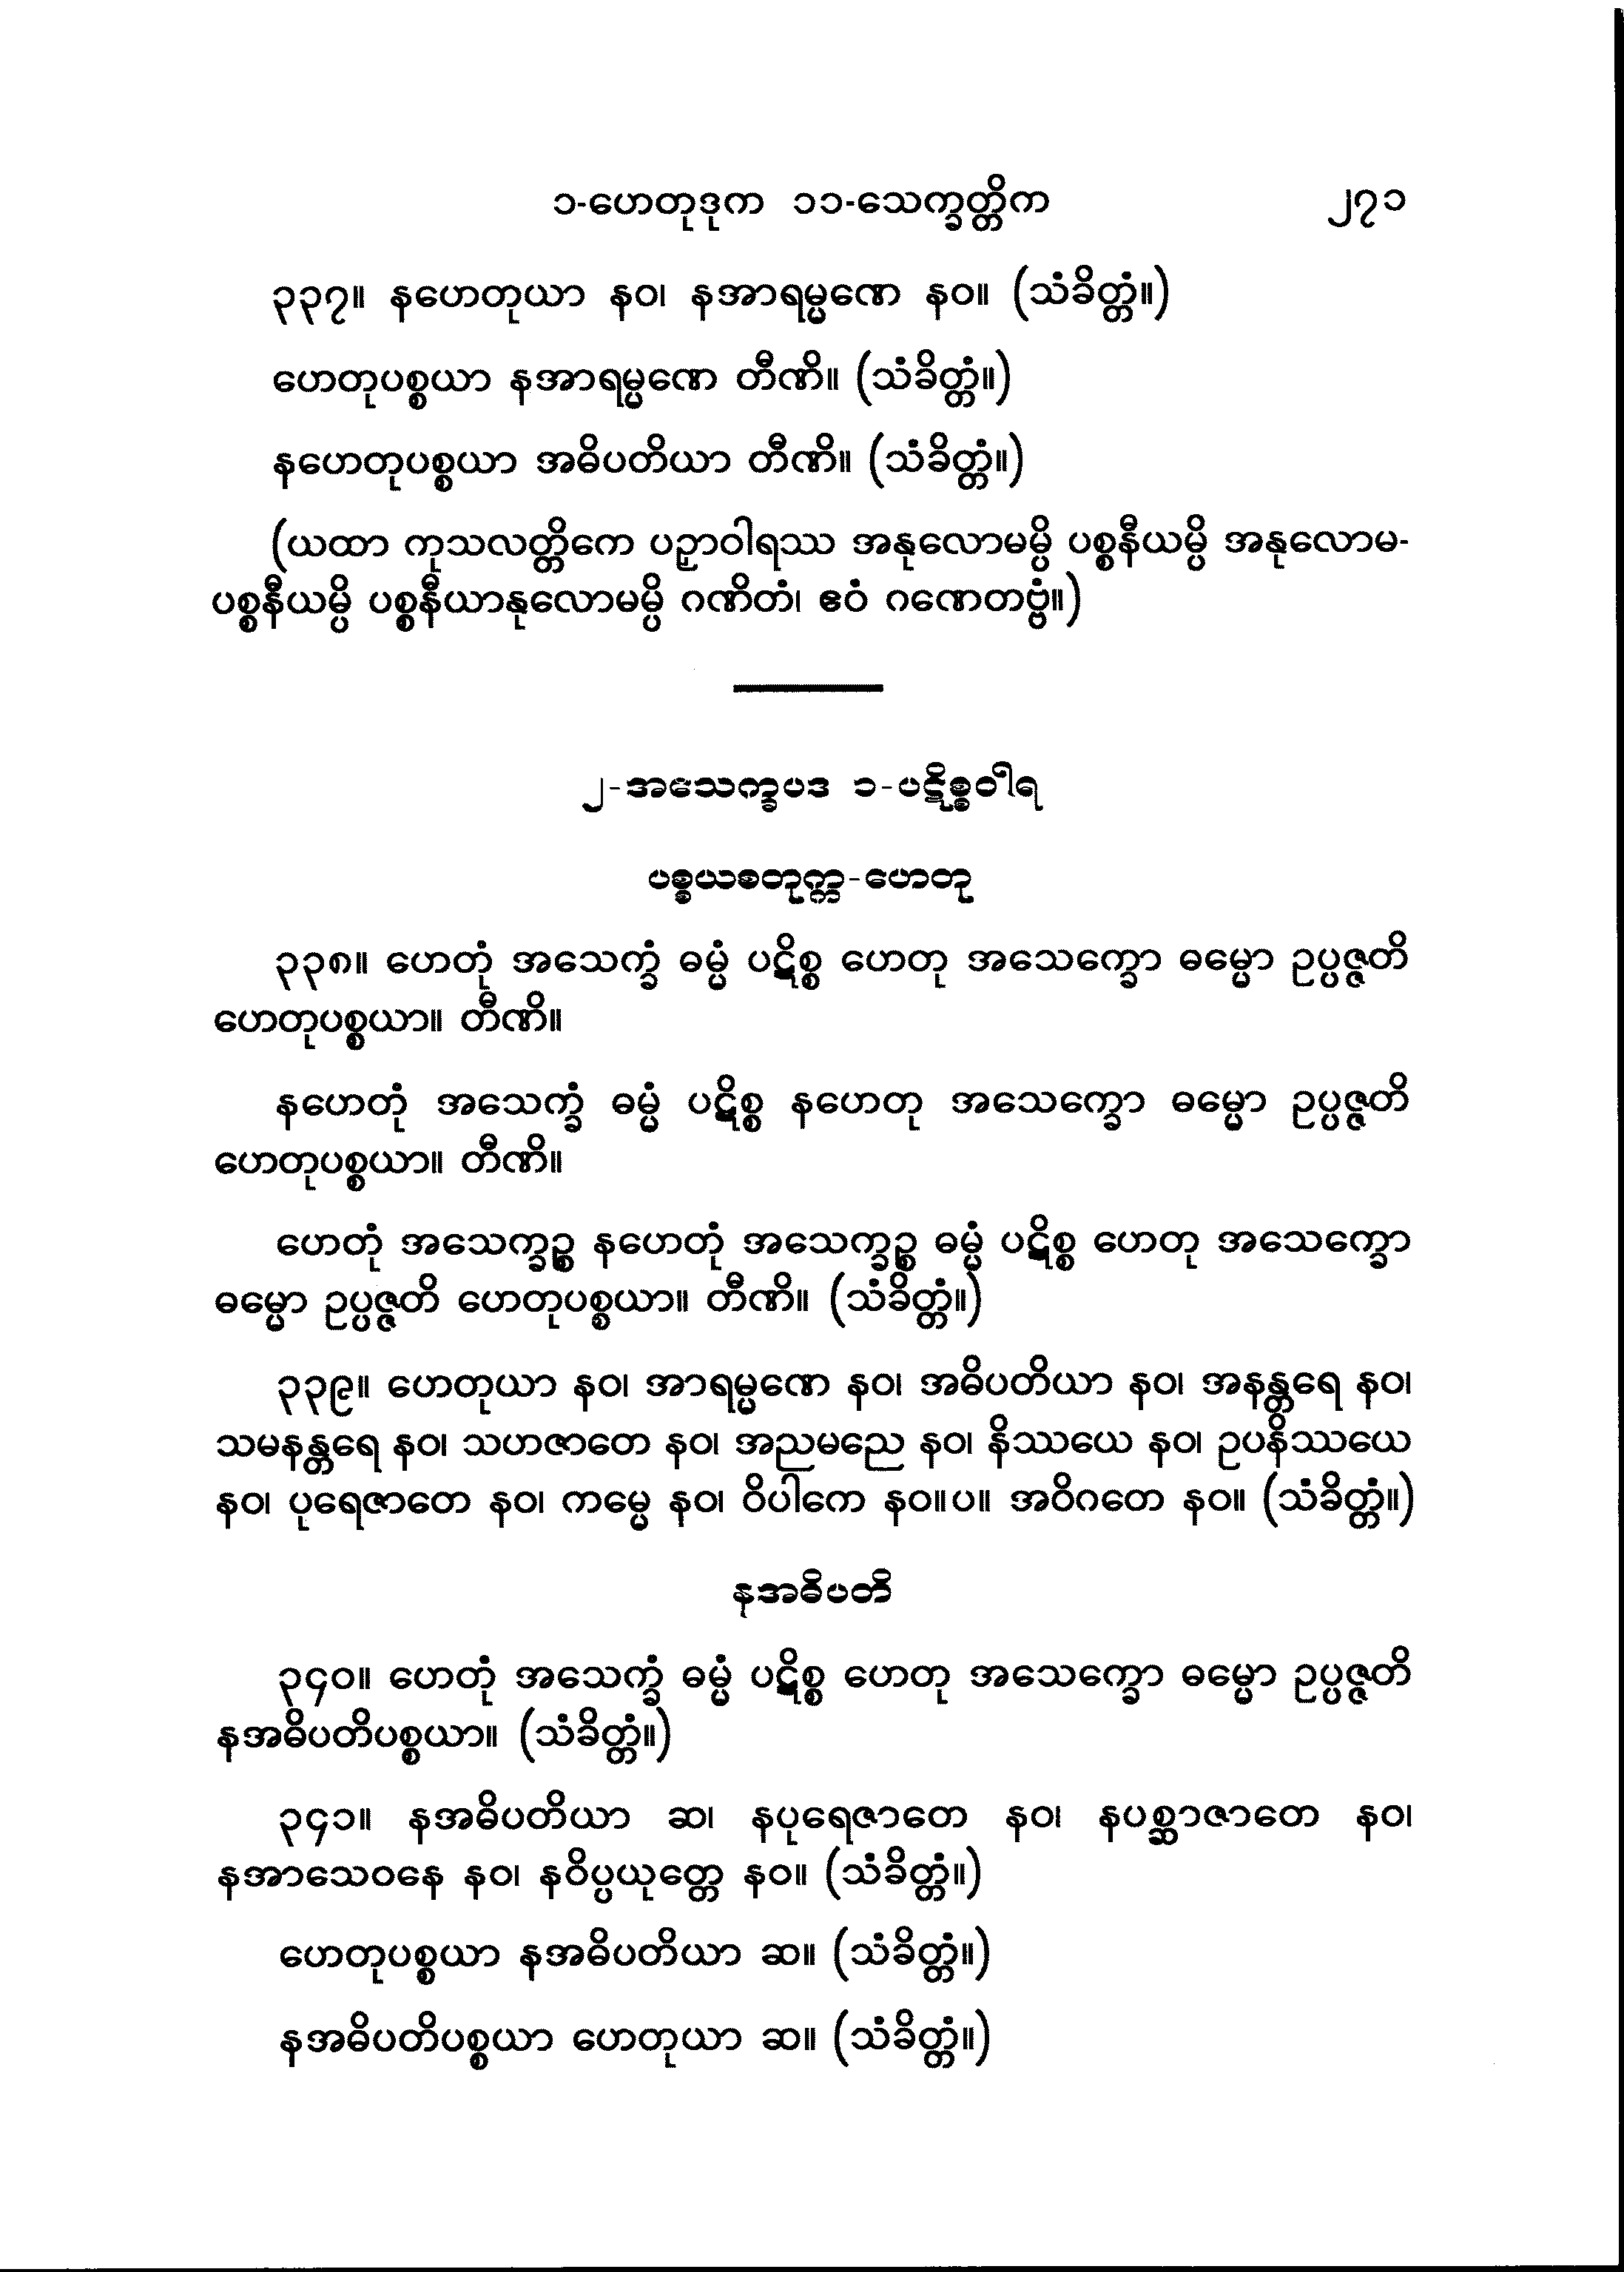 ၁-ဟေတုဒုက ၁၁-သေက္ခတ္တိက ၂၇၁
၃၃၇။ နဟေတုယာ နဝ၊ နအာရမ္မဏေ နဝ။ (သံခိတ္တံ။)
ဟေတုပစ္စယာ နအာရမ္မဏေ တီဏိ။ (သံခိတ္တံ။)
နဟေတုပစ္စယာ အဓိပတိယာ တီဏိ။ (သံခိတ္တံ။)
(ယထာ ကုသလတ္တိကေ ပဉှာဝါရဿ အနုလောမမ္ပိ ပစ္စနီယမ္ပိ အနုလောမ-
ပစ္စနီယမ္ပိ ပစ္စနီယာနုလောမမ္ပိ ဂဏိတံ၊ ဧဝံ ဂဏေတဗ္ဗံ။)
၂-အသေက္ခပဒ ၁-ပဋိစ္စဝါရ
ပစ္စယစတုက္က-ဟေတု
၃၃၈။ ဟေတုံ အသေက္ခံ ဓမ္မံ ပဋိစ္စ ဟေတု အသေက္ခော ဓမ္မော ဥပ္ပဇ္ဇတိ
ဟေတုပစ္စယာ။ တီဏိ။
နဟေတုံ အသေက္ခံ ဓမ္မံ ပဋိစ္စ နဟေတု အသေက္ခော ဓမ္မော ဥပ္ပဇ္ဇတိ
ဟေတုပစ္စယာ။ တီဏိ။
ဟေတုံ အသေက္ခဉ္စ နဟေတုံ အသေက္ခဉ္စ ဓမ္မံ ပဋိစ္စ ဟေတု အသေက္ခော
ဓမ္မော ဥပ္ပဇ္ဇတိ ဟေတုပစ္စယာ။ တီဏိ။ (သံခိတ္တံ။)
၃၃၉။ ဟေတုယာ နဝ၊ အာရမ္မဏေ နဝ၊ အဓိပတိယာ နဝ၊ အနန္တရေ နဝ၊
သမနန္တရေ နဝ၊ သဟဇာတေ နဝ၊ အညမညေ နဝ၊ နိဿယေ နဝ၊ ဥပနိဿယေ
နဝ၊ ပုရေဇာတေ နဝ၊ ကမ္မေ နဝ၊ ဝိပါကေ နဝ။ပ။ အဝိဂတေ နဝ။ (သံခိတ္တံ။)
နအဓိပတိ
၃၄၀။ ဟေတုံ အသေက္ခံ ဓမ္မံ ပဋိစ္စ ဟေတု အသေက္ခော ဓမ္မော ဥပ္ပဇ္ဇတိ
နအဓိပတိပစ္စယာ။ (သံခိတ္တံ။)
၃၄၁။ နအဓိပတိယာ ဆ၊ နပုရေဇာတေ နဝ၊ နပစ္ဆာဇာတေ နဝ၊
နအာသေဝနေ နဝ၊ နဝိပ္ပယုတ္တေ နဝ။ (သံခိတ္တံ။)
ဟေတုပစ္စယာ နအဓိပတိယာ ဆ။ (သံခိတ္တံ။)
နအဓိပတိပစ္စယာ ဟေတုယာ ဆ။ (သံခိတ္တံ။)